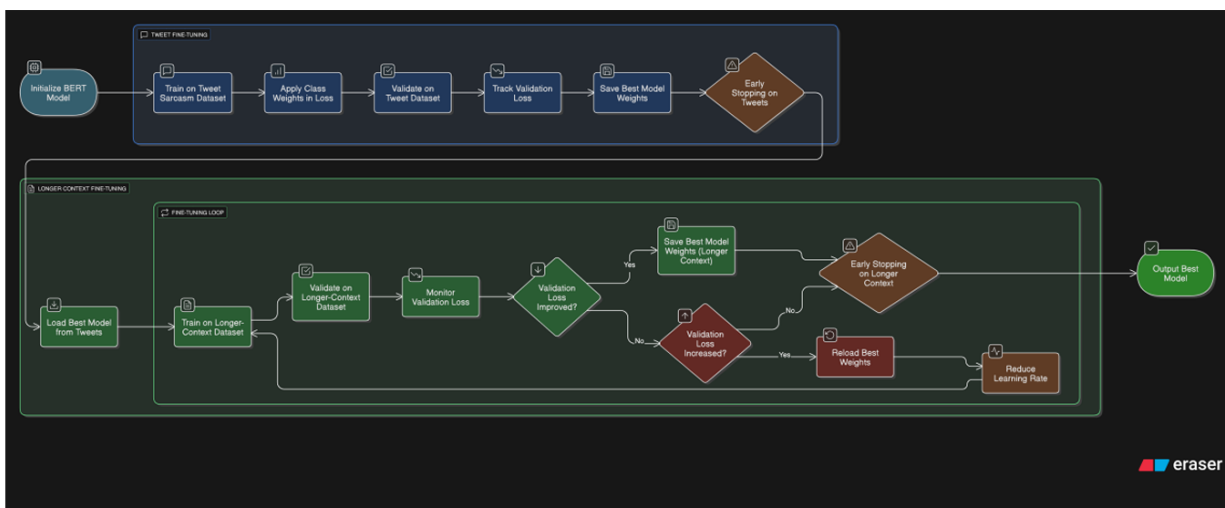 TWEET FINE-TUNING
Initialize BERT
Model
Train on Tweet
Sarcasm Dataset
Apply Class
Weights in Loss
Validate on
Tweet Dataset
Track Validation
Loss
Save Best Model
Weights
Early
Stopping on
Tweets
LONGER CONTEXT FINE-TUNING
FINE-TUNING LOOP
Load Best Model
from Tweets
Train on Longer-
Context Dataset
Validate on
Longer-Context
Dataset
Monitor
Validation Loss
Validation
Loss
Improved?
Yes
Save Best Model
Weights (Longer
Context)
No
Validation
Loss
Increased?
No
Yes
Early Stopping
on Longer
Context
Reload Best
Weights
Reduce
Learning Rate
Output Best
Model
eraser